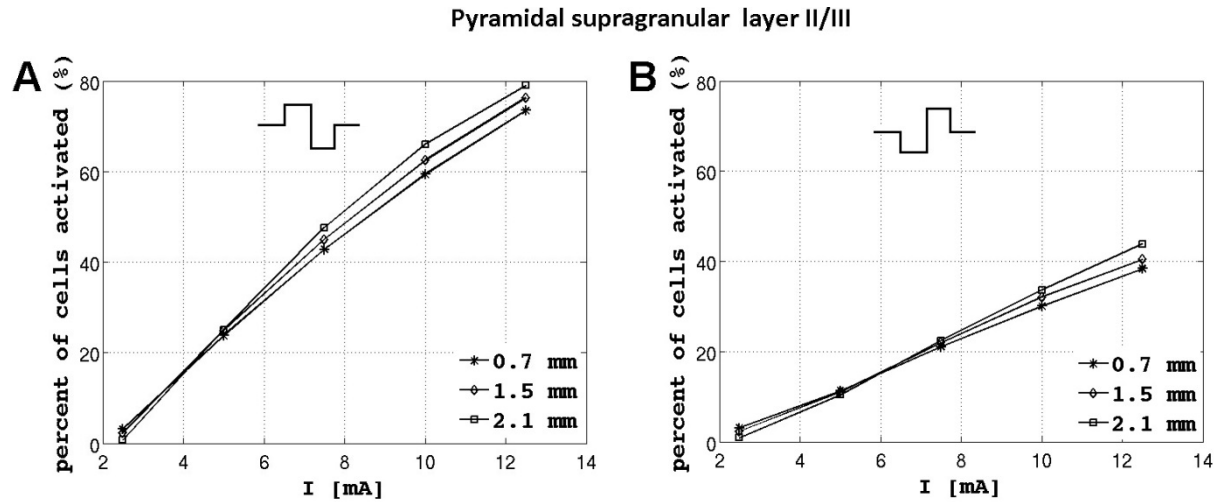 Pyramidal supragranular layer II/III
A
percent of cells activated (%)
80
60
40
20
0
2 4 6 8 10 12 14
I [mA]
0.7 mm
1.5 mm
2.1 mm
B
percent of cells activated (%)
80
60
40
20
0
2 4 6 8 10 12 14
I [mA]
0.7 mm
1.5 mm
2.1 mm